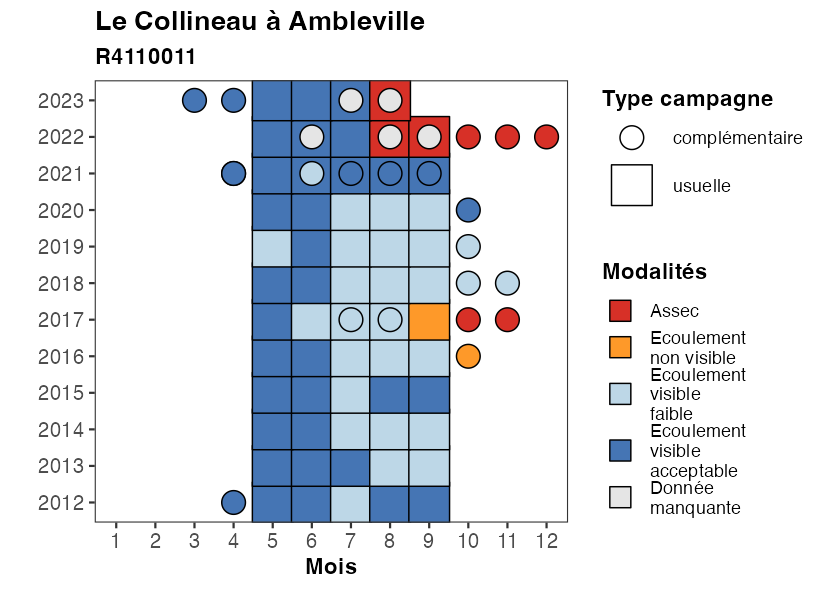 Le Collineau à Ambleville
R4110011
2023
2022
2021
2020
2019
2018
2017
2016
2015
2014
2013
2012
1 2 3 4 5 6 7 8 9 10 11 12
Mois
Type campagne
complémentaire
usuelle
Modalités
Assec
Ecoulement
non visible
Ecoulement
visible
faible
Ecoulement
visible
acceptable
Donnée
manquante